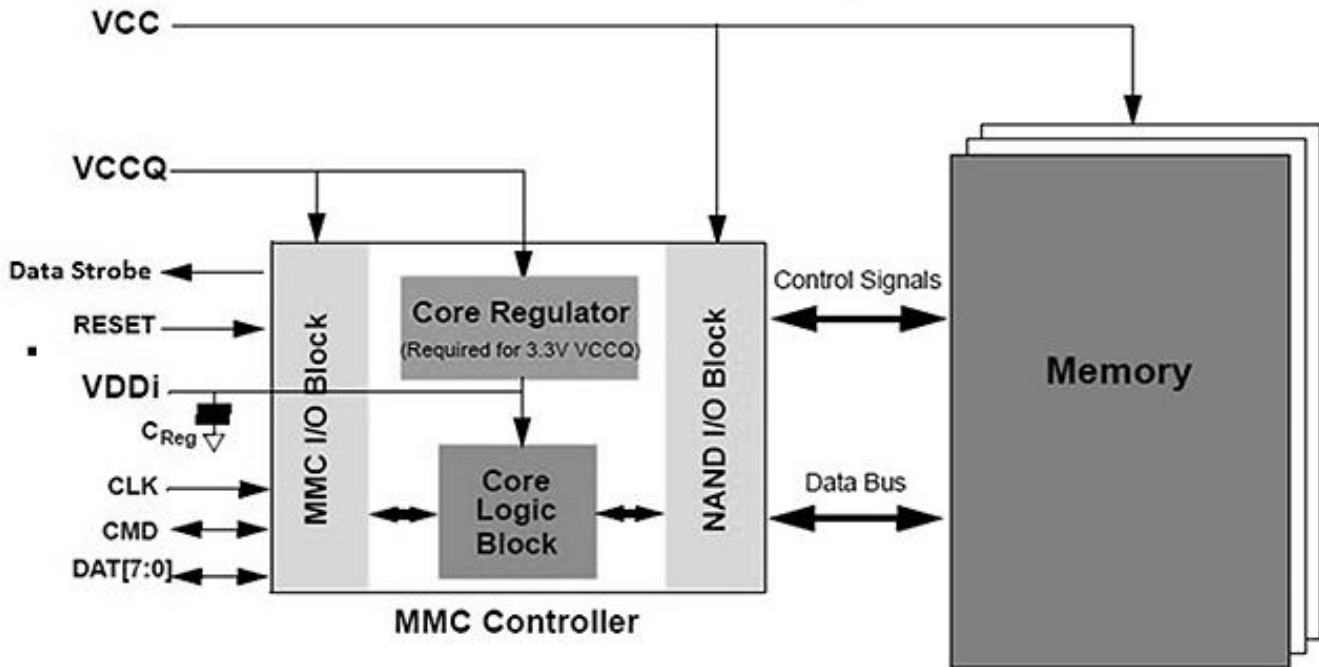 VCC
VCCQ
Data Strobe
RESET
VDDi
CReg
CLK
CMD
DAT[7:0]
MMC I/O Block
Core Regulator
(Required for 3.3V VCCQ)
Core
Logic
Block
NAND I/O Block
MMC Controller
Control Signals
Data Bus
Memory